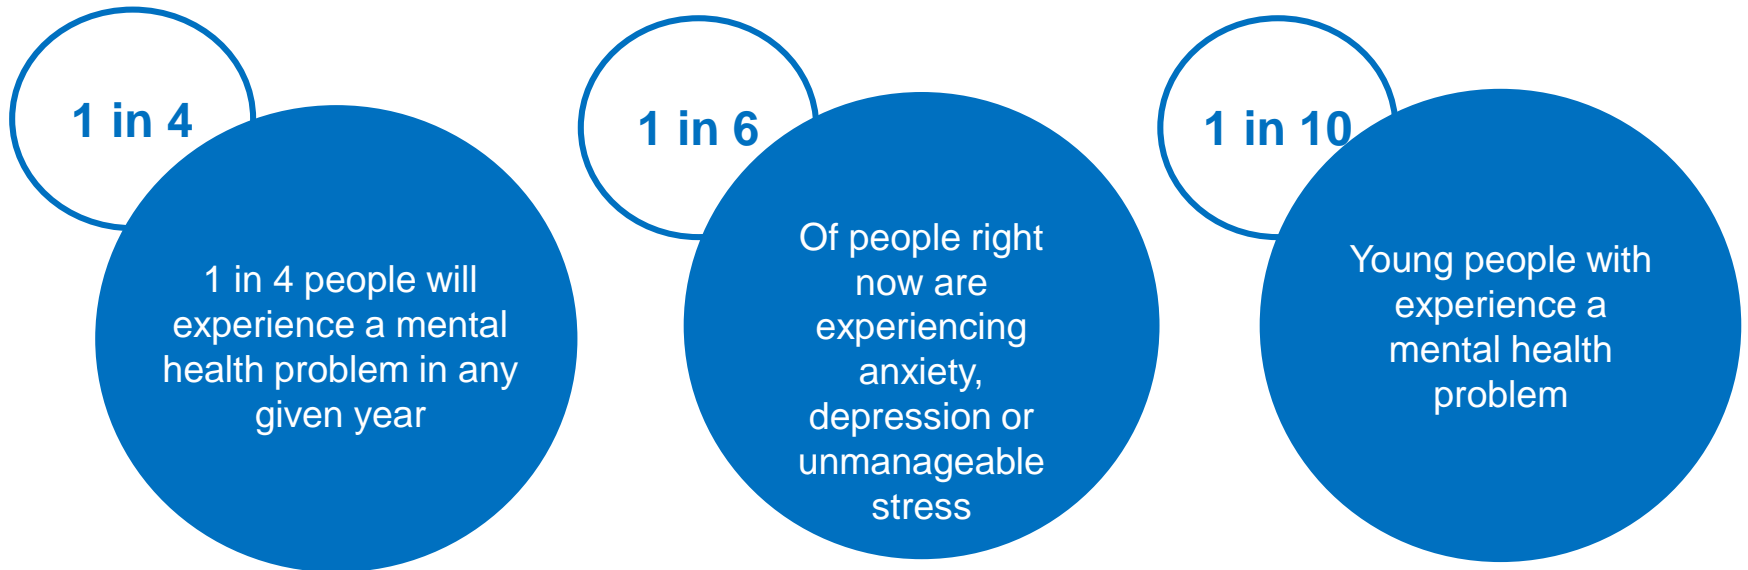 1 in 4
1 in 4 people will
experience a mental
health problem in any
given year
1 in 6
Of people right
now are
experiencing
anxiety,
depression or
unmanageable
stress
1 in 10
Young people with
experience a
mental health
problem